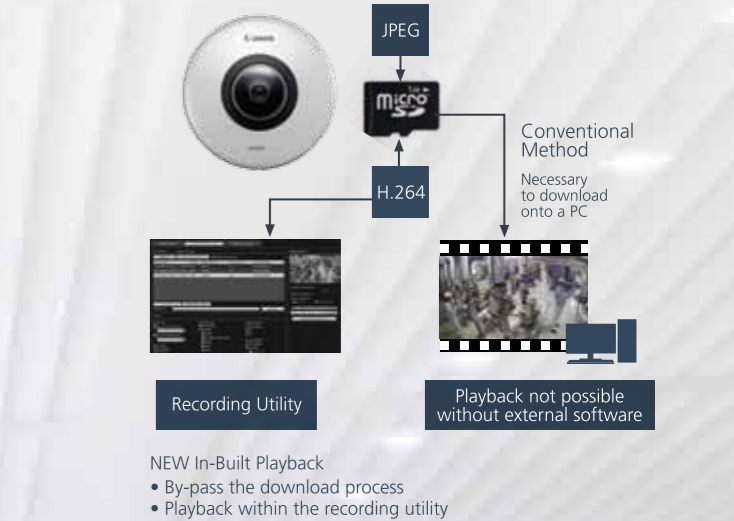 JPEG
micro
SD
Conventional
Method
Necessary
to download
onto a PC
H.264
Recording Utility
Playback not possible
without external software
NEW In-Built Playback
• By-pass the download process
• Playback within the recording utility